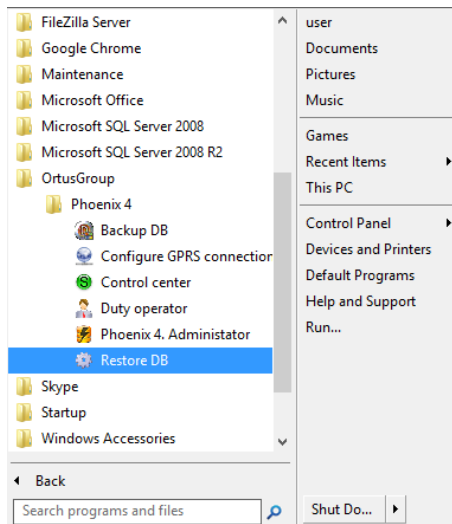 FileZilla Server
Google Chrome
Maintenance
Microsoft Office
Microsoft SQL Server 2008
Microsoft SQL Server 2008 R2
OrtusGroup
Phoenix 4
Backup DB
Configure GPRS connection
Control center
Duty operator
Phoenix 4. Administator
Restore DB
Skype
Startup
Windows Accessories
Back
Search programs and files
user
Documents
Pictures
Music
Games
Recent Items
This PC
Control Panel
Devices and Printers
Default Programs
Help and Support
Run...
Shut Do...